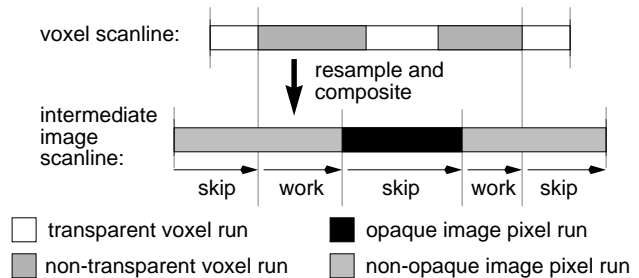 voxel scanline:
resample and
composite
intermediate
image
scanline:
skip work skip work skip
transparent voxel run
opaque image pixel run
non-transparent voxel run
non-opaque image pixel run